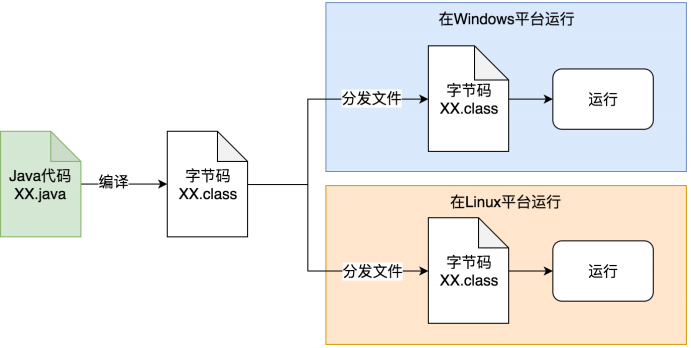 Java代码
XX.java
编译
字节码
XX.class
在Windows平台运行
分发文件
字节码
XX.class
运行
在Linux平台运行
分发文件
字节码
XX.class
运行